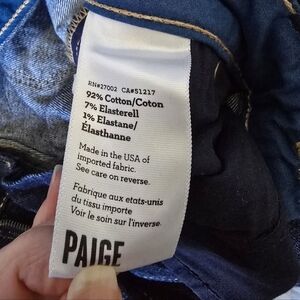 RN#27002 CA#51217
92% Cotton/Coton
7% Elasterell
1% Elastane/
Élasthanne
Made in the USA of
imported fabric.
See care on reverse.
Fabrique aux etats-unis
du tissu importe
Voir le soin sur l'inverse.
PAIGE